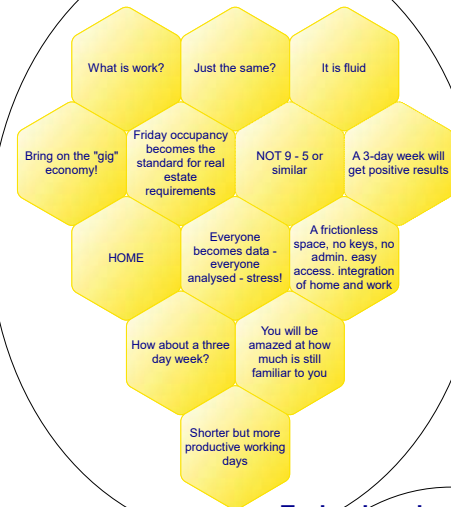 What is work?
Just the same?
It is fluid
Bring on the "gig"
economy!
Friday occupancy
becomes the
standard for real
estate
requirements
NOT 9 - 5 or
similar
A 3-day week will
get positive results
HOME
Everyone
becomes data -
everyone
analysed - stress!
A frictionless
space, no keys, no
admin. easy
access. integration
of home and work
How about a three
day week?
You will be
amazed at how
much is still
familiar to you
Shorter but more
productive working
days